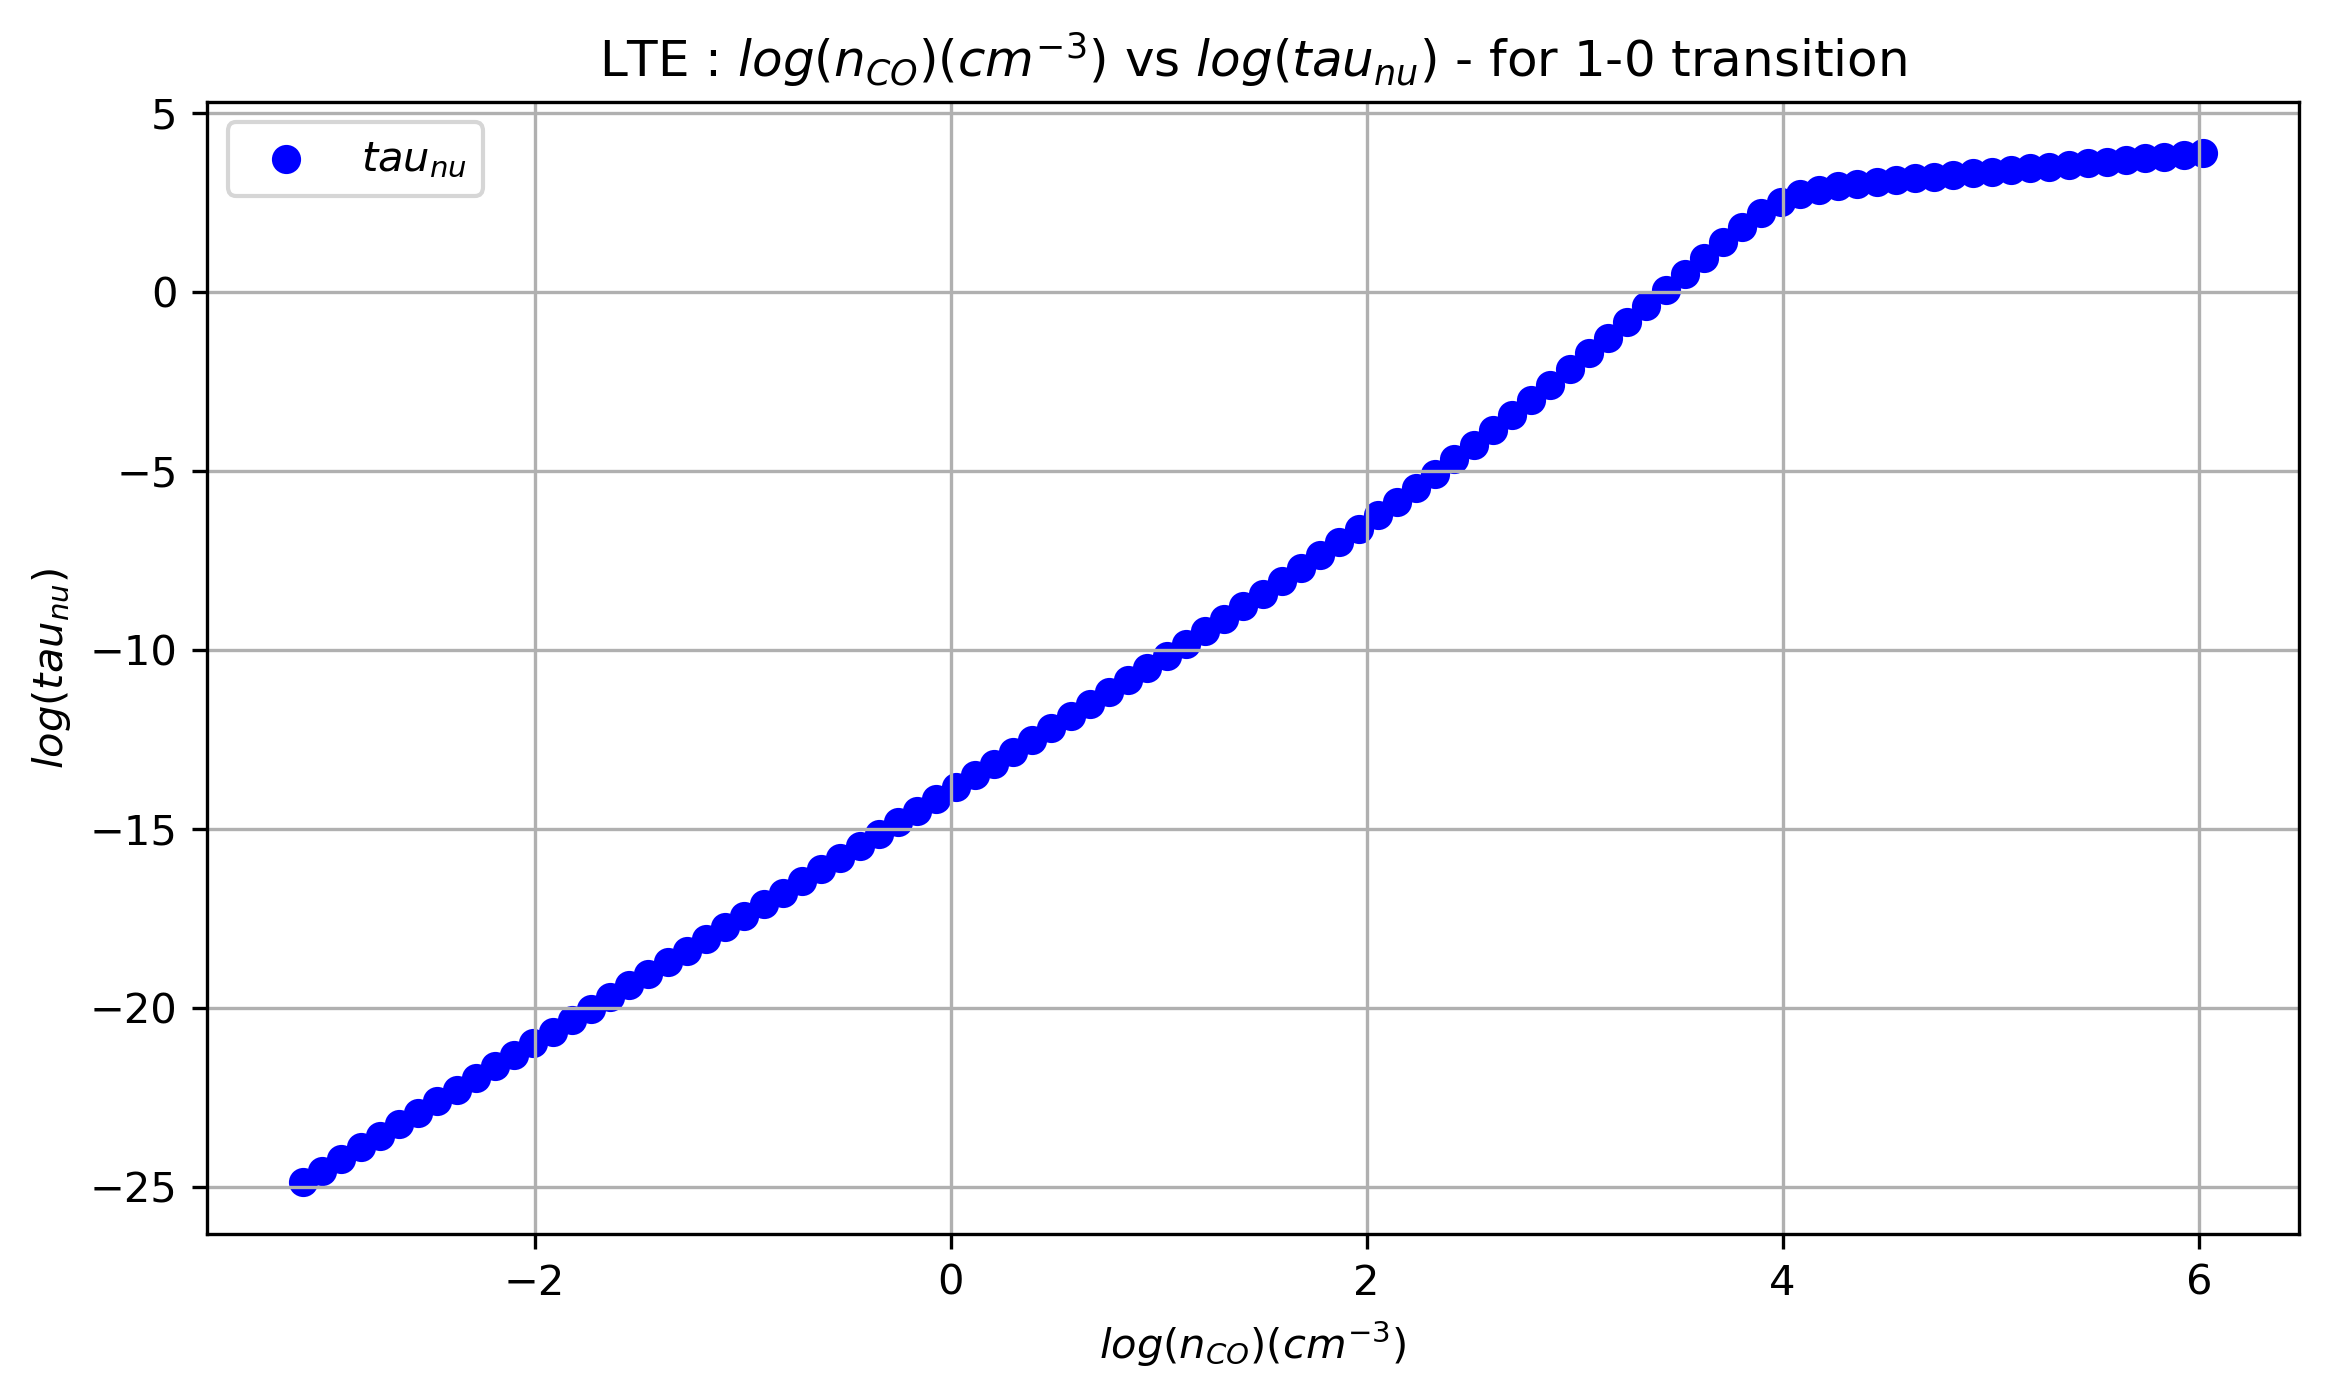 LTE : log(n_CO)(cm^−3) vs log(tau_nu) - for 1-0 transition
tau_nu
5
0
−5
−10
−15
−20
−25
log(tau_nu)
−2 0 2 4 6
log(n_CO)(cm^−3)